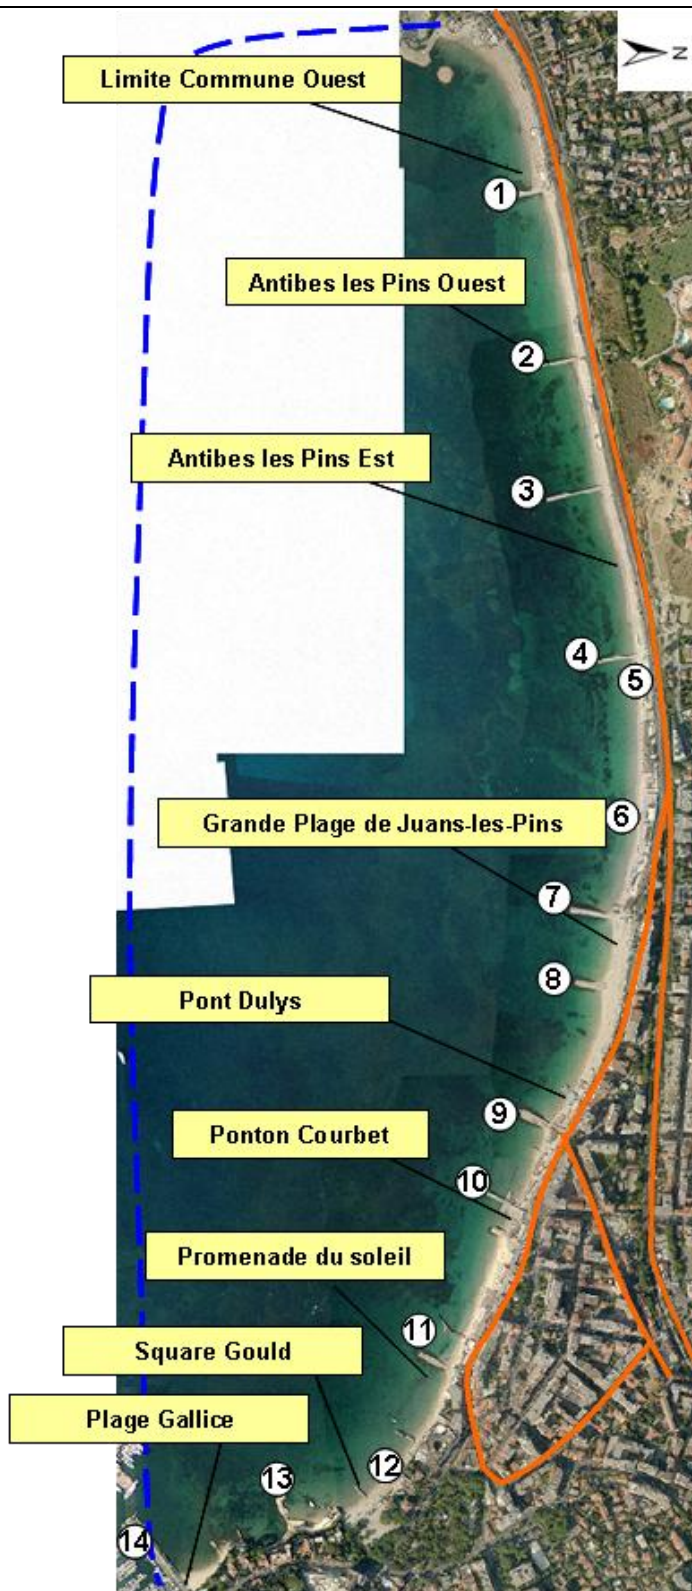 N
Limite Commune Ouest
1
Antibes les Pins Ouest
2
Antibes les Pins Est
3
4
5
Grande Plage de Juans-les-Pins
6
7
8
Pont Dulys
9
Ponton Courbet
10
Promenade du soleil
11
Square Gould
Plage Gallice
12
13
14